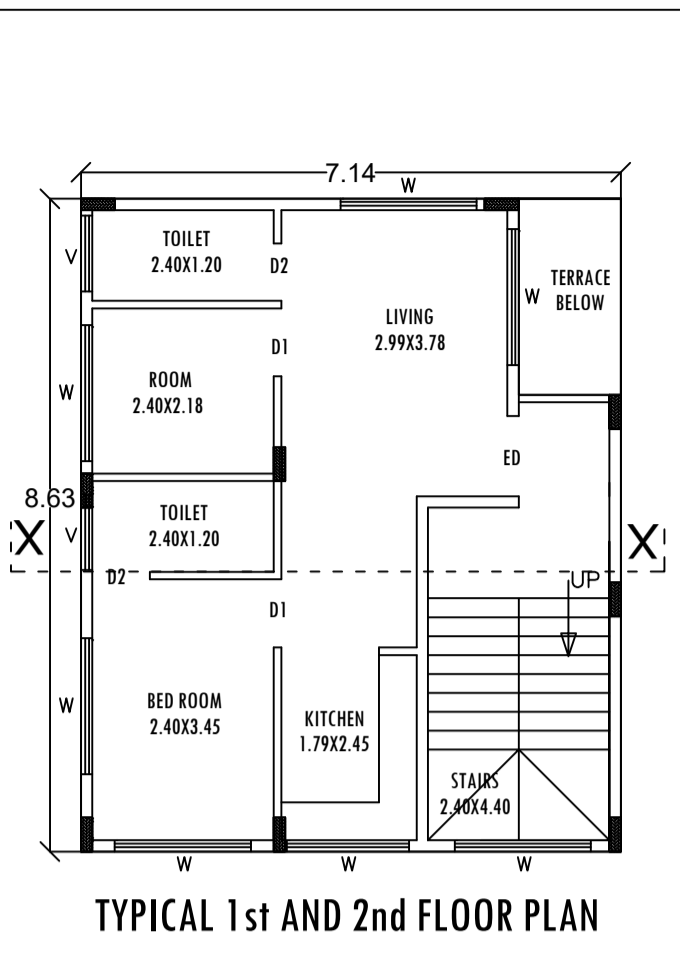 7.14
W
TOILET
2.40X1.20
V
D2
TERRACE
BELOW
W
LIVING
2.99X3.78
D1
ROOM
2.40X2.18
W
ED
8.63
TOILET
2.40X1.20
V
X
X
D2
UP
D1
BED ROOM
2.40X3.45
W
KITCHEN
1.79X2.45
STAIRS
2.40X4.40
W
W
W
TYPICAL 1st AND 2nd FLOOR PLAN